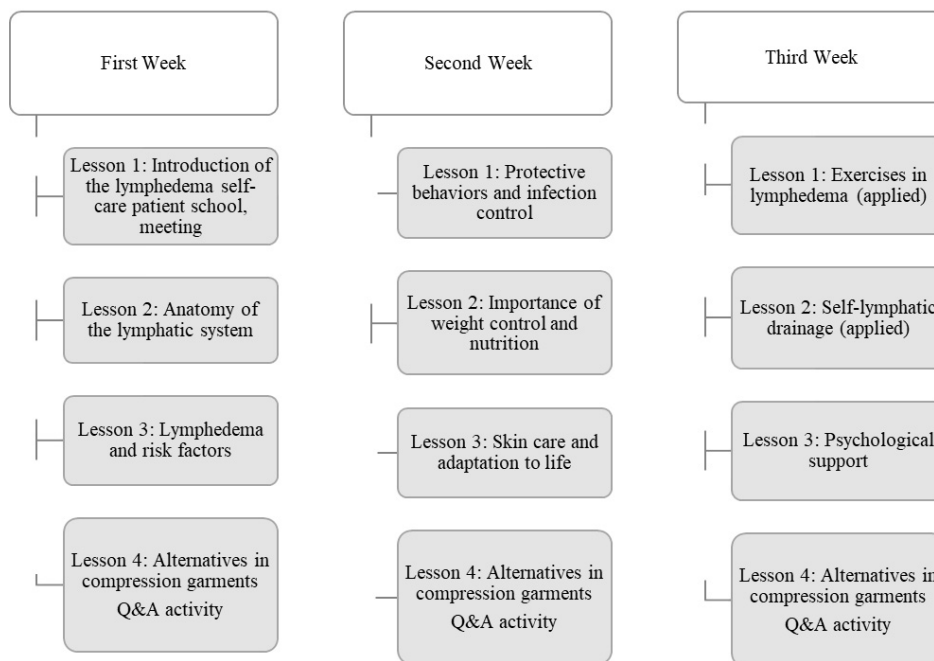 First Week
Lesson 1: Introduction of
the lymphedema self-
care patient school,
meeting
Lesson 2: Anatomy of
the lymphatic system
Lesson 3: Lymphedema
and risk factors
Lesson 4: Alternatives in
compression garments
Q&A activity
Second Week
Lesson 1: Protective
behaviors and infection
control
Lesson 2: Importance of
weight control and
nutrition
Lesson 3: Skin care and
adaptation to life
Lesson 4: Alternatives in
compression garments
Q&A activity
Third Week
Lesson 1: Exercises in
lymphedema (applied)
Lesson 2: Self-lymphatic
drainage (applied)
Lesson 3: Psychological
support
Lesson 4: Alternatives in
compression garments
Q&A activity